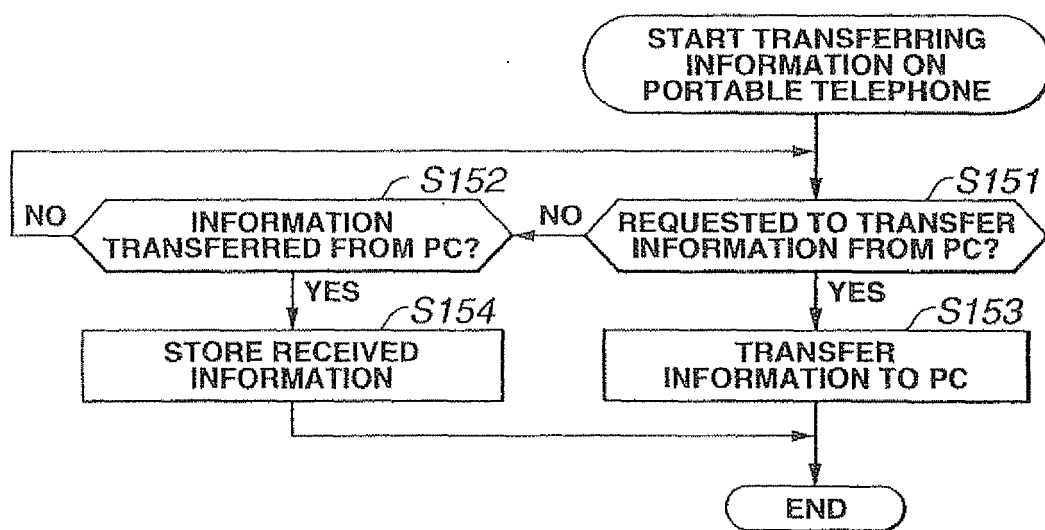 START TRANSFERRING
INFORMATION ON
PORTABLE TELEPHONE
S152
S151
NO
INFORMATION
TRANSFERRED FROM PC?
NO
REQUESTED TO TRANSFER
INFORMATION FROM PC?
YES
S154
YES
S153
STORE RECEIVED
INFORMATION
TRANSFER
INFORMATION TO PC
END